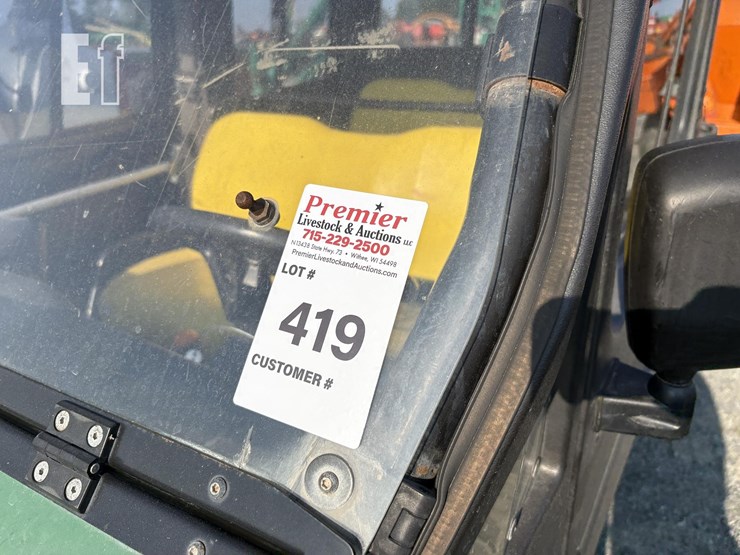 Ef
Premier
Livestock & Auctions LLC
715-229-2500
N13438 State Hwy. 73 • Withee, WI 54498
PremierLivestockandAuctions.com
LOT #
419
CUSTOMER #